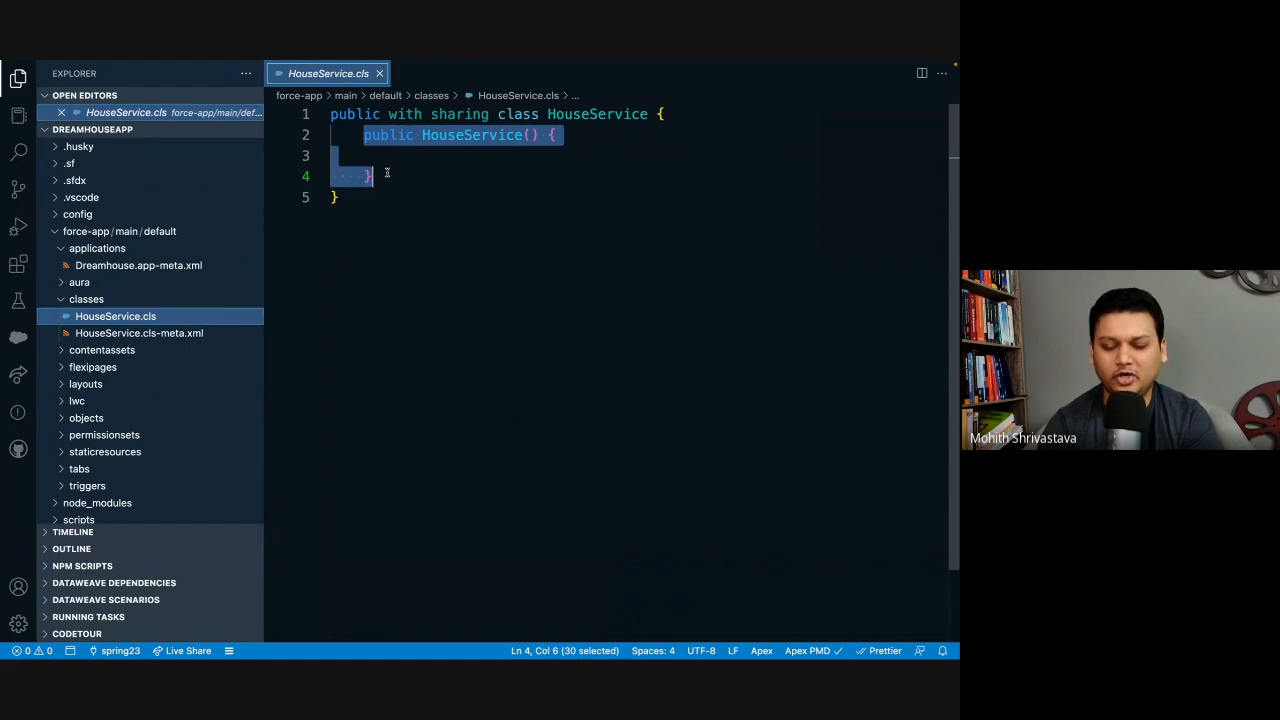 EXPLORER
OPEN EDITORS
HouseService.cls force-app/main/def...
DREAMHOUSEAPP
.husky
.sf
.sfdx
.vscode
config
force-app/main/default
applications
Dreamhouse.app-meta.xml
aura
classes
HouseService.cls
HouseService.cls-meta.xml
contentassets
flexipages
layouts
lwc
objects
permissionsets
staticresources
tabs
triggers
node_modules
scripts
TIMELINE
OUTLINE
NPM SCRIPTS
DATAWEAVE DEPENDENCIES
DATAWEAVE SCENARIOS
RUNNING TASKS
CODETOUR
HouseService.cls
force-app > main > default > classes > HouseService.cls > ...
1 public with sharing class HouseService {
2 public HouseService() {
3
4 }
5 }
0 0 spring23 Live Share
Ln 4, Col 6 (30 selected) Spaces: 4 UTF-8 LF Apex Apex PMD Prettier
Mohith Shrivastava